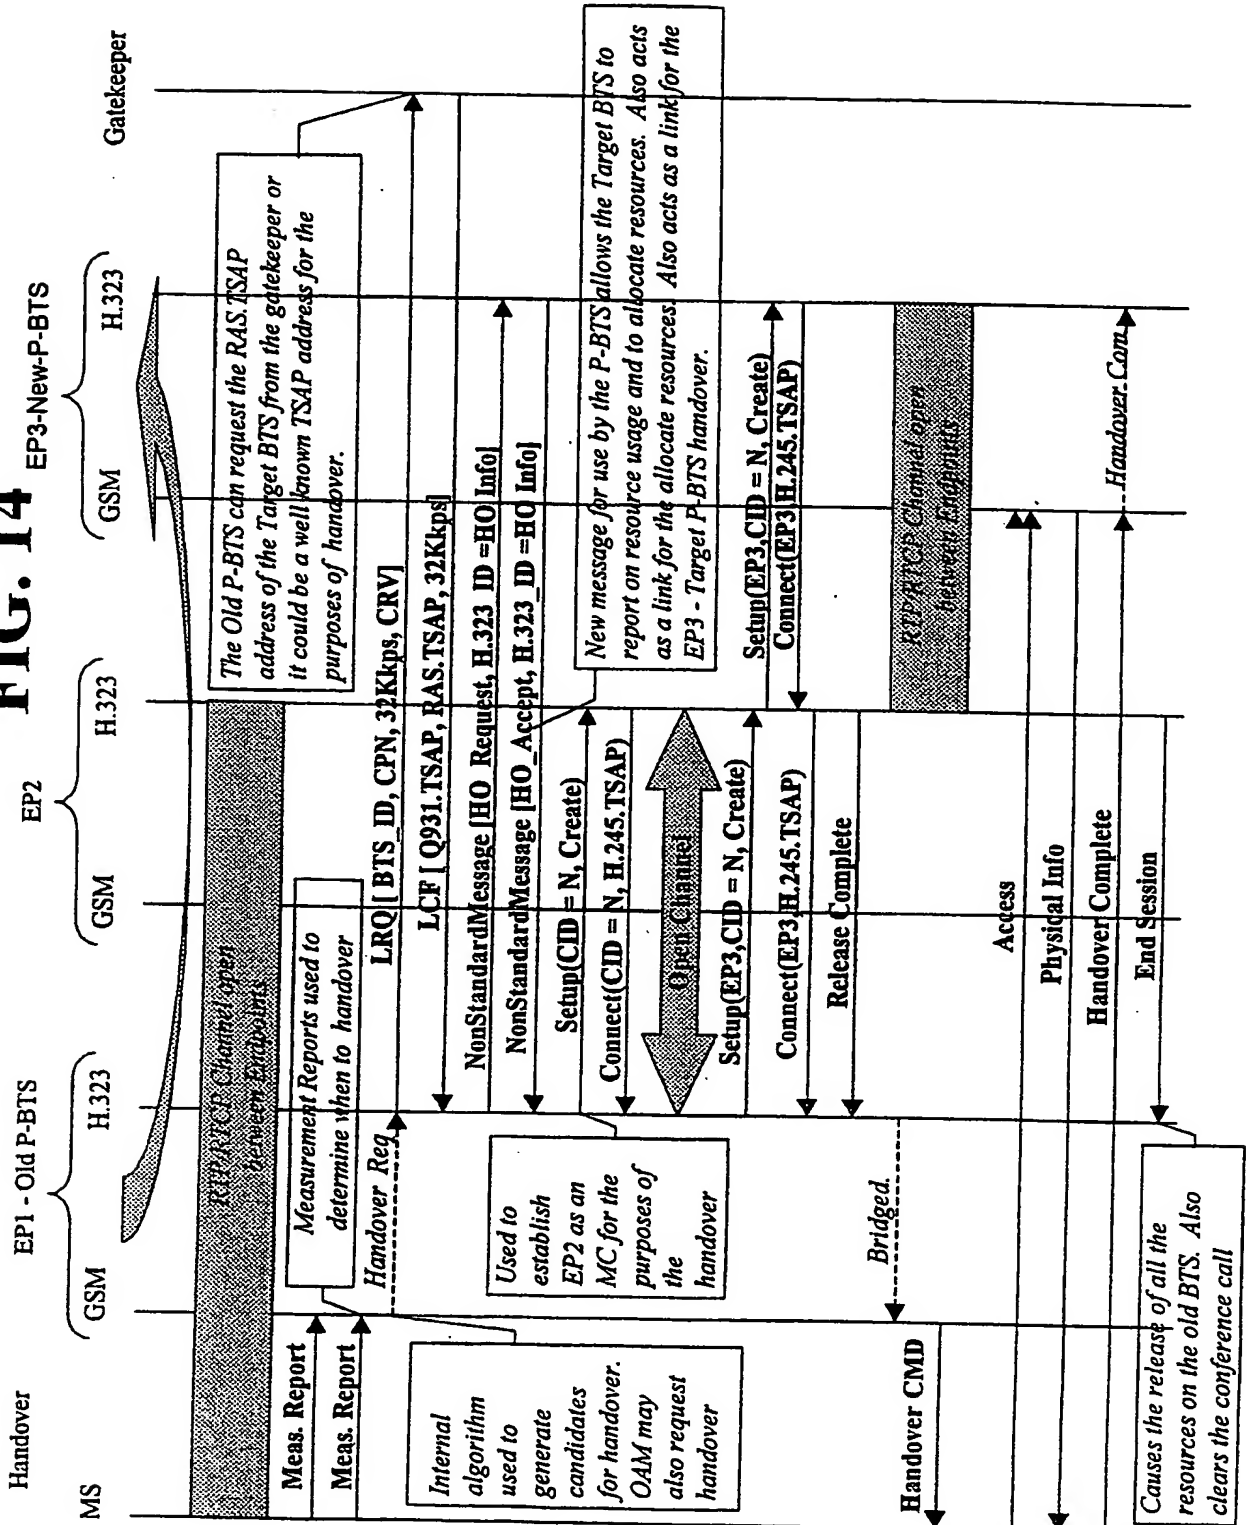 FIG. 14
Handover
EP1 - Old P-BTS
EP2
EP3-New-P-BTS
MS
GSM
H.323
GSM
H.323
GSM
H.323
Gatekeeper
RTP/RTCP Channel open
between Endpoints
The Old P-BTS can request the RAS.TSAP
address of the Target BTS from the gatekeeper or
it could be a well known TSAP address for the
purposes of handover.
Meas. Report
Meas. Report
Measurement Reports used to
determine when to handover
Handover Req
LRQ [ BTS_ID, CPN, 32Kkps, CRV]
LCF [ Q931.TSAP, RAS.TSAP, 32Kkps]
Internal
algorithm
used to
generate
candidates
for handover.
OAM may
also request
handover
NonStandardMessage [HO_Request, H.323_ID =HO Info]
NonStandardMessage [HO_Accept, H.323_ID =HO Info]
New message for use by the P-BTS allows the Target BTS to
report on resource usage and to allocate resources. Also acts
as a link for the allocate resources. Also acts as a link for the
EP3 - Target P-BTS handover.
Used to
establish
EP2 as an
MC for the
purposes of
the
handover
Setup(CID = N, Create)
Connect(CID = N, H.245.TSAP)
Open Channel
Setup(EP3,CID = N, Create)
Setup(EP3,CID = N, Create)
Connect(EP3,H.245.TSAP)
Connect(EP3,H.245.TSAP)
Release Complete
Bridged.
RTP/RTCP Channel open
between Endpoints
Handover CMD
Access
Physical Info
Handover Complete
Handover Com
End Session
Causes the release of all the
resources on the old BTS. Also
clears the conference call